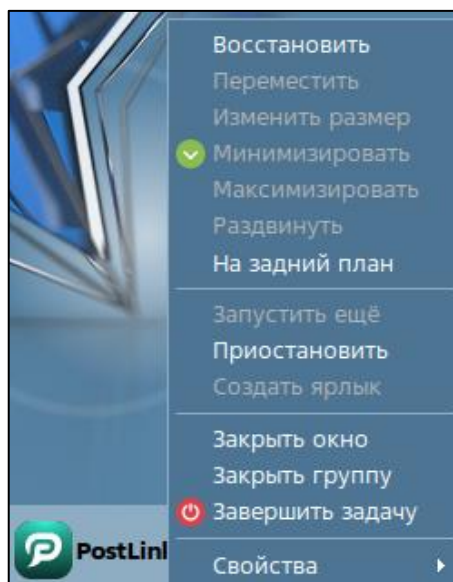 Восстановить
Переместить
Изменить размер
Минимизировать
Максимизировать
Раздвинуть
На задний план
Запустить ещё
Приостановить
Создать ярлык
Закрыть окно
Закрыть группу
Завершить задачу
PostLinl
Свойства